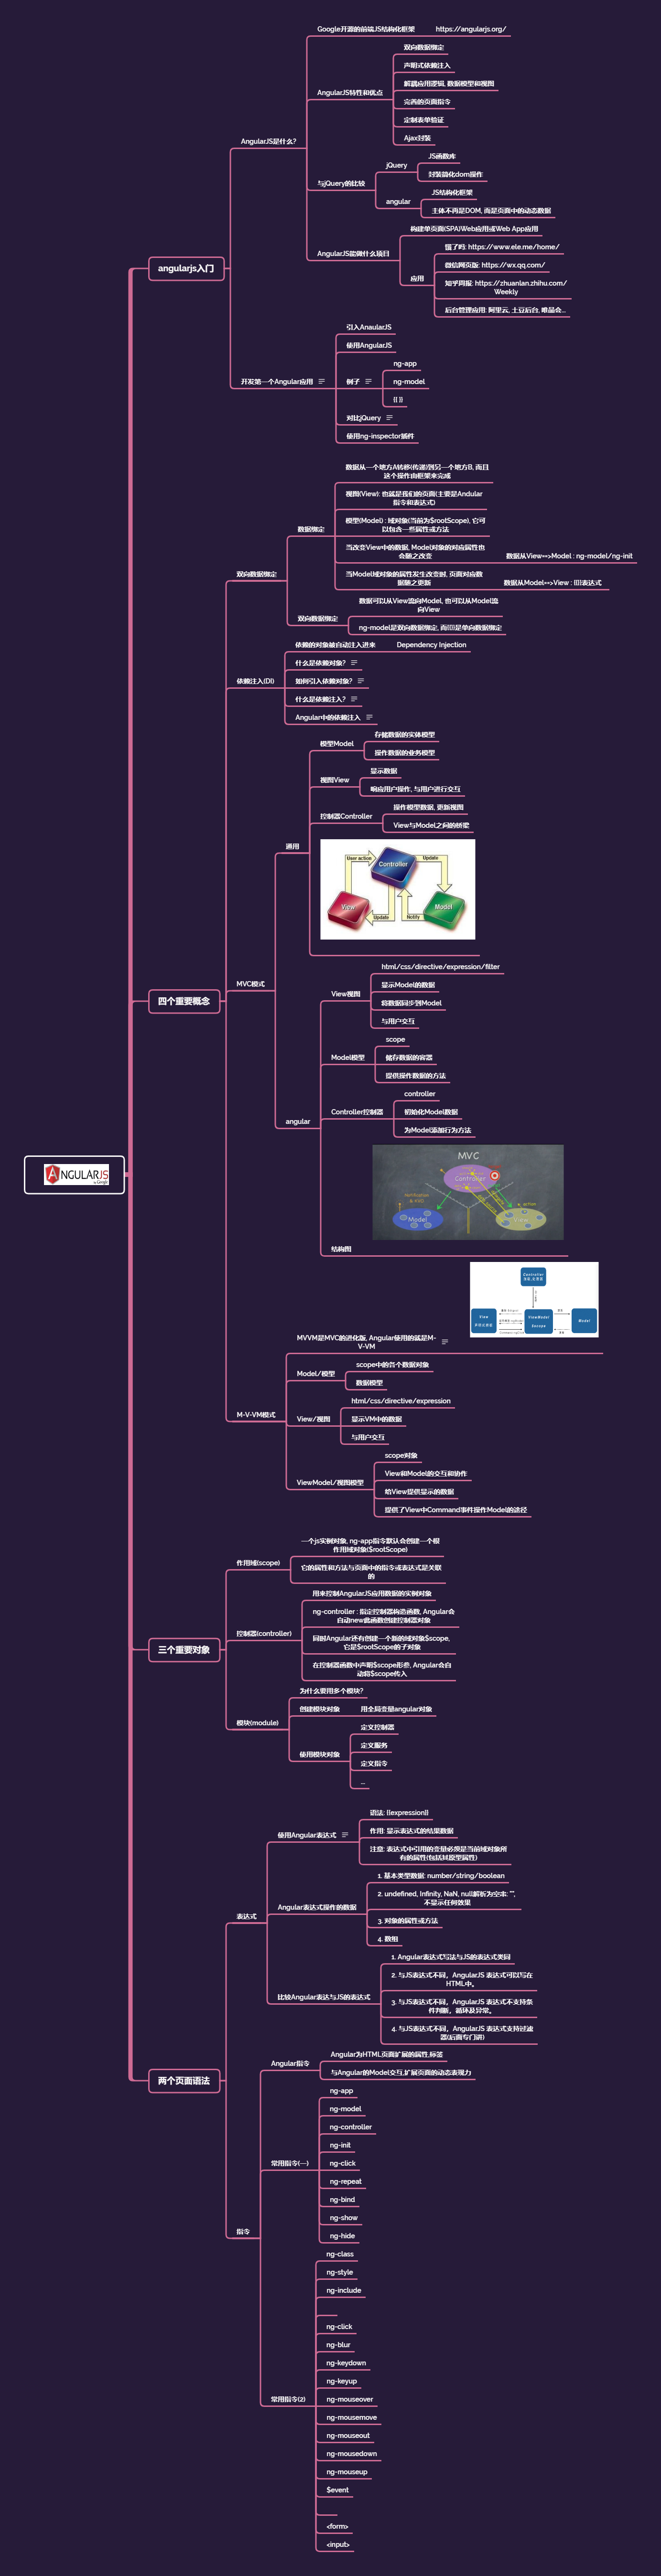 Google开源的前端JS结构化框架
https://angularjs.org/
双向数据绑定
声明式依赖注入
解耦应用逻辑, 数据模型和视图
完善的页面指令
定制表单验证
Ajax封装
AngularJS特性和优点
AngularJS是什么?
jQuery
JS函数库
封装简化dom操作
与jQuery的比较
angular
JS结构化框架
主体不再是DOM, 而是页面中的动态数据
构建单页面(SPA)Web应用或Web App应用
AngularJS能做什么项目
饿了吗: https://www.ele.me/home/
微信网页版: https://wx.qq.com/
应用
知乎周报: https://zhuanlan.zhihu.com/
Weekly
后台管理应用: 阿里云, 土豆后台, 唯品会...
angularjs入门
引入AnaularJS
使用AngularJS
ng-app
开发第一个Angular应用
例子
ng-model
{{ }}
对比jQuery
使用ng-inspector插件
数据从一个地方A转移(传递)到另一个地方B, 而且
这个操作由框架来完成
视图(View): 也就是我们的页面(主要是Andular
指令和表达式)
模型(Model) : 域对象(当前为$rootScope), 它可
以包含一些属性或方法
数据绑定
当改变View中的数据, Model对象的对应属性也
会随之改变
数据从View==>Model : ng-model/ng-init
当Model域对象的属性发生改变时, 页面对应数
据随之更新
数据从Model==>View : {{}}表达式
双向数据绑定
数据可以从View流向Model, 也可以从Model流
向View
双向数据绑定
ng-model是双向数据绑定, 而{{}}是单向数据绑定
依赖的对象被自动注入进来
Dependency Injection
什么是依赖对象?
依赖注入(DI)
如何引入依赖对象?
什么是依赖注入?
Angular中的依赖注入
存储数据的实体模型
模型Model
操作数据的业务模型
显示数据
视图View
响应用户操作, 与用户进行交互
操作模型数据, 更新视图
控制器Controller
View与Model之间的桥梁
通用
User action
Controller
Update
View
Model
Update
Notify
html/css/directive/expression/filter
MVC模式
显示Model的数据
View视图
将数据同步到Model
与用户交互
四个重要概念
scope
Model模型
储存数据的容器
提供操作数据的方法
controller
Controller控制器
初始化Model数据
angular
为Model添加行为方法
MVC
Controller
Model
View
结构图
ANGULARJS
by Google
Controller
View
ViewModel
$scope
Model
MVVM是MVC的进化版, Angular使用的就是M-
V-VM
scope中的各个数据对象
Model/模型
数据模型
html/css/directive/expression
M-V-VM模式
View/视图
显示VM中的数据
与用户交互
scope对象
View和Model的交互和协作
ViewModel/视图模型
给View提供显示的数据
提供了View中Command事件操作Model的途径
一个js实例对象, ng-app指令默认会创建一个根
作用域对象($rootScope)
作用域(scope)
它的属性和方法与页面中的指令或表达式是关联
的
用来控制AngularJS应用数据的实例对象
ng-controller : 指定控制器构造函数, Angular会
自动new此函数创建控制器对象
控制器(controller)
同时Angular还有创建一个新的域对象$scope,
它是$rootScope的子对象
三个重要对象
在控制器函数中声明$scope形参, Angular会自
动将$scope传入
为什么要用多个模块?
创建模块对象
用全局变量angular对象
模块(module)
定义控制器
定义服务
使用模块对象
定义指令
...
语法: {{expression}}
使用Angular表达式
作用: 显示表达式的结果数据
注意: 表达式中引用的变量必须是当前域对象所
有的属性(包括其原型属性)
1. 基本类型数据: number/string/boolean
2. undefined, Infinity, NaN, null解析为空串: "",
不显示任何效果
Angular表达式操作的数据
表达式
3. 对象的属性或方法
4. 数组
1. Angular表达式写法与JS的表达式类同
2. 与JS表达式不同，AngularJS 表达式可以写在
HTML中。
比较Angular表达与JS的表达式
3. 与JS表达式不同，AngularJS 表达式不支持条
件判断，循环及异常。
4. 与JS表达式不同，AngularJS 表达式支持过滤
器(后面专门讲)
Angular为HTML页面扩展的属性,标签
Angular指令
与Angular的Model交互,扩展页面的动态表现力
两个页面语法
ng-app
ng-model
ng-controller
ng-init
常用指令(一)
ng-click
ng-repeat
ng-bind
ng-show
指令
ng-hide
ng-class
ng-style
ng-include
ng-click
ng-blur
ng-keydown
ng-keyup
常用指令(2)
ng-mouseover
ng-mousemove
ng-mouseout
ng-mousedown
ng-mouseup
$event
<form>
<input>